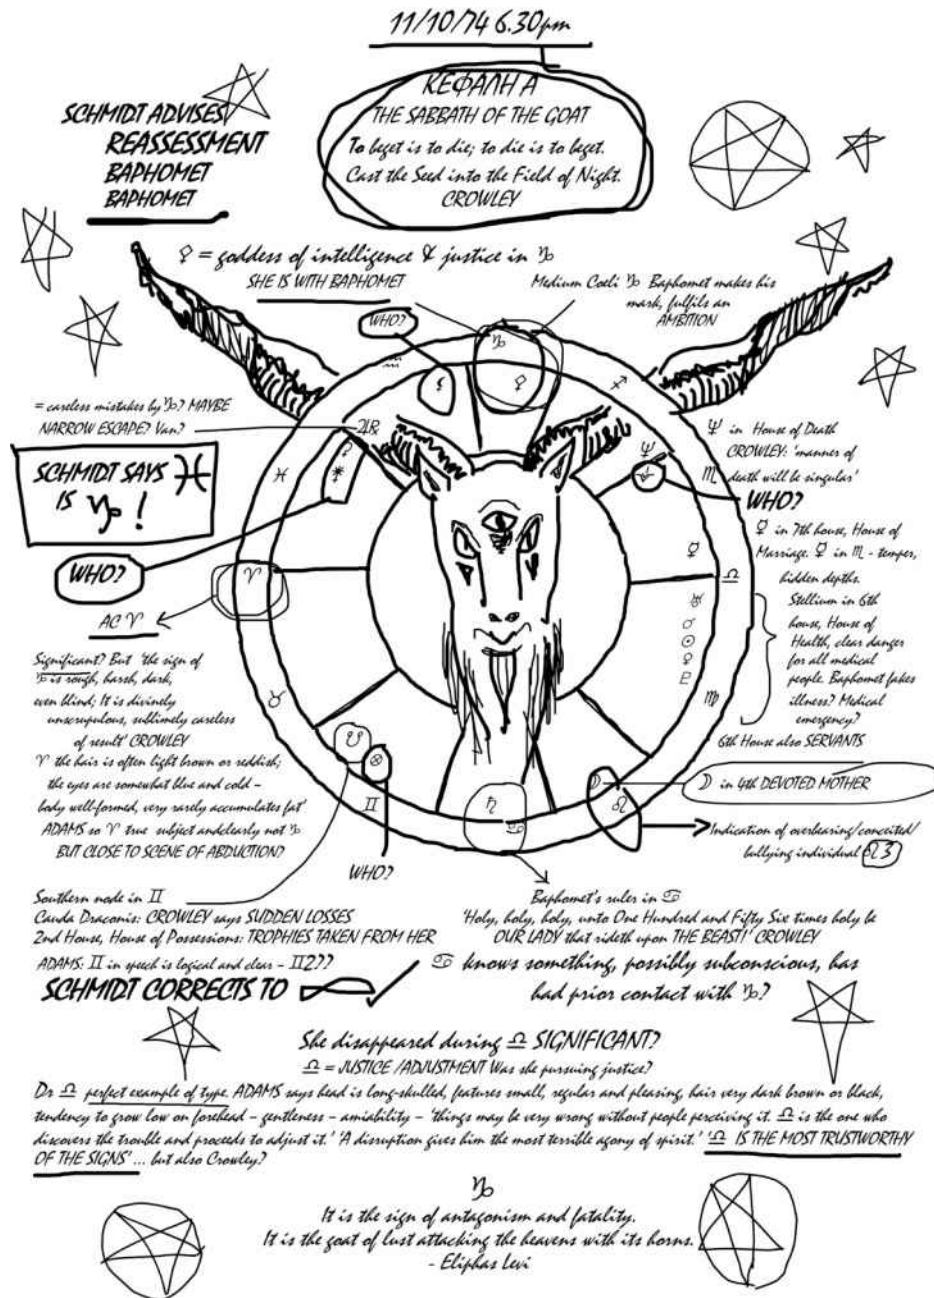 11/10/74 6.30pm
ΚΕΦΑΛΗ Α
THE SABBATH OF THE GOAT
To beget is to die; to die is to beget.
Cast the Seed into the Field of Night.
CROWLEY
SCHMIDT ADVISES
REASSESSMENT
BAPHOMET
BAPHOMET
⚴ = goddess of intelligence & justice in ♑
SHE IS WITH BAPHOMET
Medium Coeli ♑ Baphomet makes his
mark, fulfils an
AMBITION
WHO?
♑
♒
♐
= careless mistakes by ♑? MAYBE
NARROW ESCAPE? Van?
♃R
SCHMIDT SAYS ♓
IS ♑!
♓
WHO?
♆ in House of Death
CROWLEY: 'manner of
death will be singular'
WHO?
♆
♏
☿ in 7th house, House of
Marriage. ☿ in ♏ - temper,
hidden depths.
☿
♎
Stellium in 6th
house, House of
Health, clear danger
for all medical
people. Baphomet fakes
illness? Medical
emergency?
6th House also SERVANTS
♅
♂
☉
♀
♇
♍
♈
AC ♈
Significant? But 'the sign of
♑ is rough, harsh, dark,
even blind; It is divinely
unscrupulous, sublimely careless
of result' CROWLEY
♈ the hair is often light brown or reddish;
the eyes are somewhat blue and cold -
body well-formed, very rarely accumulates fat'
ADAMS so ♈ true subject andclearly not ♑
BUT CLOSE TO SCENE OF ABDUCTION?
♉
☋
⊗
♊
WHO?
♄
♋
☽
♌
☽ in 4th DEVOTED MOTHER
Indication of overbearing/conceited/
bullying individual ♌3
Southern node in ♊
Cauda Draconis: CROWLEY says SUDDEN LOSSES
2nd House, House of Possessions: TROPHIES TAKEN FROM HER
ADAMS: ♊ in speech is logical and clear - ♊2??
SCHMIDT CORRECTS TO
Baphomet's ruler in ♋
'Holy, holy, holy, unto One Hundred and Fifty Six times holy be
OUR LADY that rideth upon THE BEAST!' CROWLEY
♋ knows something, possibly subconscious, has
had prior contact with ♑?
She disappeared during ♎ SIGNIFICANT?
♎ = JUSTICE /ADJUSTMENT Was she pursuing justice?
Dr ♎ perfect example of type. ADAMS says head is long-skulled, features small, regular and pleasing, hair very dark brown or black,
tendency to grow low on forehead - gentleness - amiability - 'things may be very wrong without people perceiving it. ♎ is the one who
discovers the trouble and proceeds to adjust it.' 'A disruption gives him the most terrible agony of spirit.' '♎ IS THE MOST TRUSTWORTHY
OF THE SIGNS' ... but also Crowley?
♑
It is the sign of antagonism and fatality.
It is the goat of lust attacking the heavens with its horns.
- Eliphas Levi